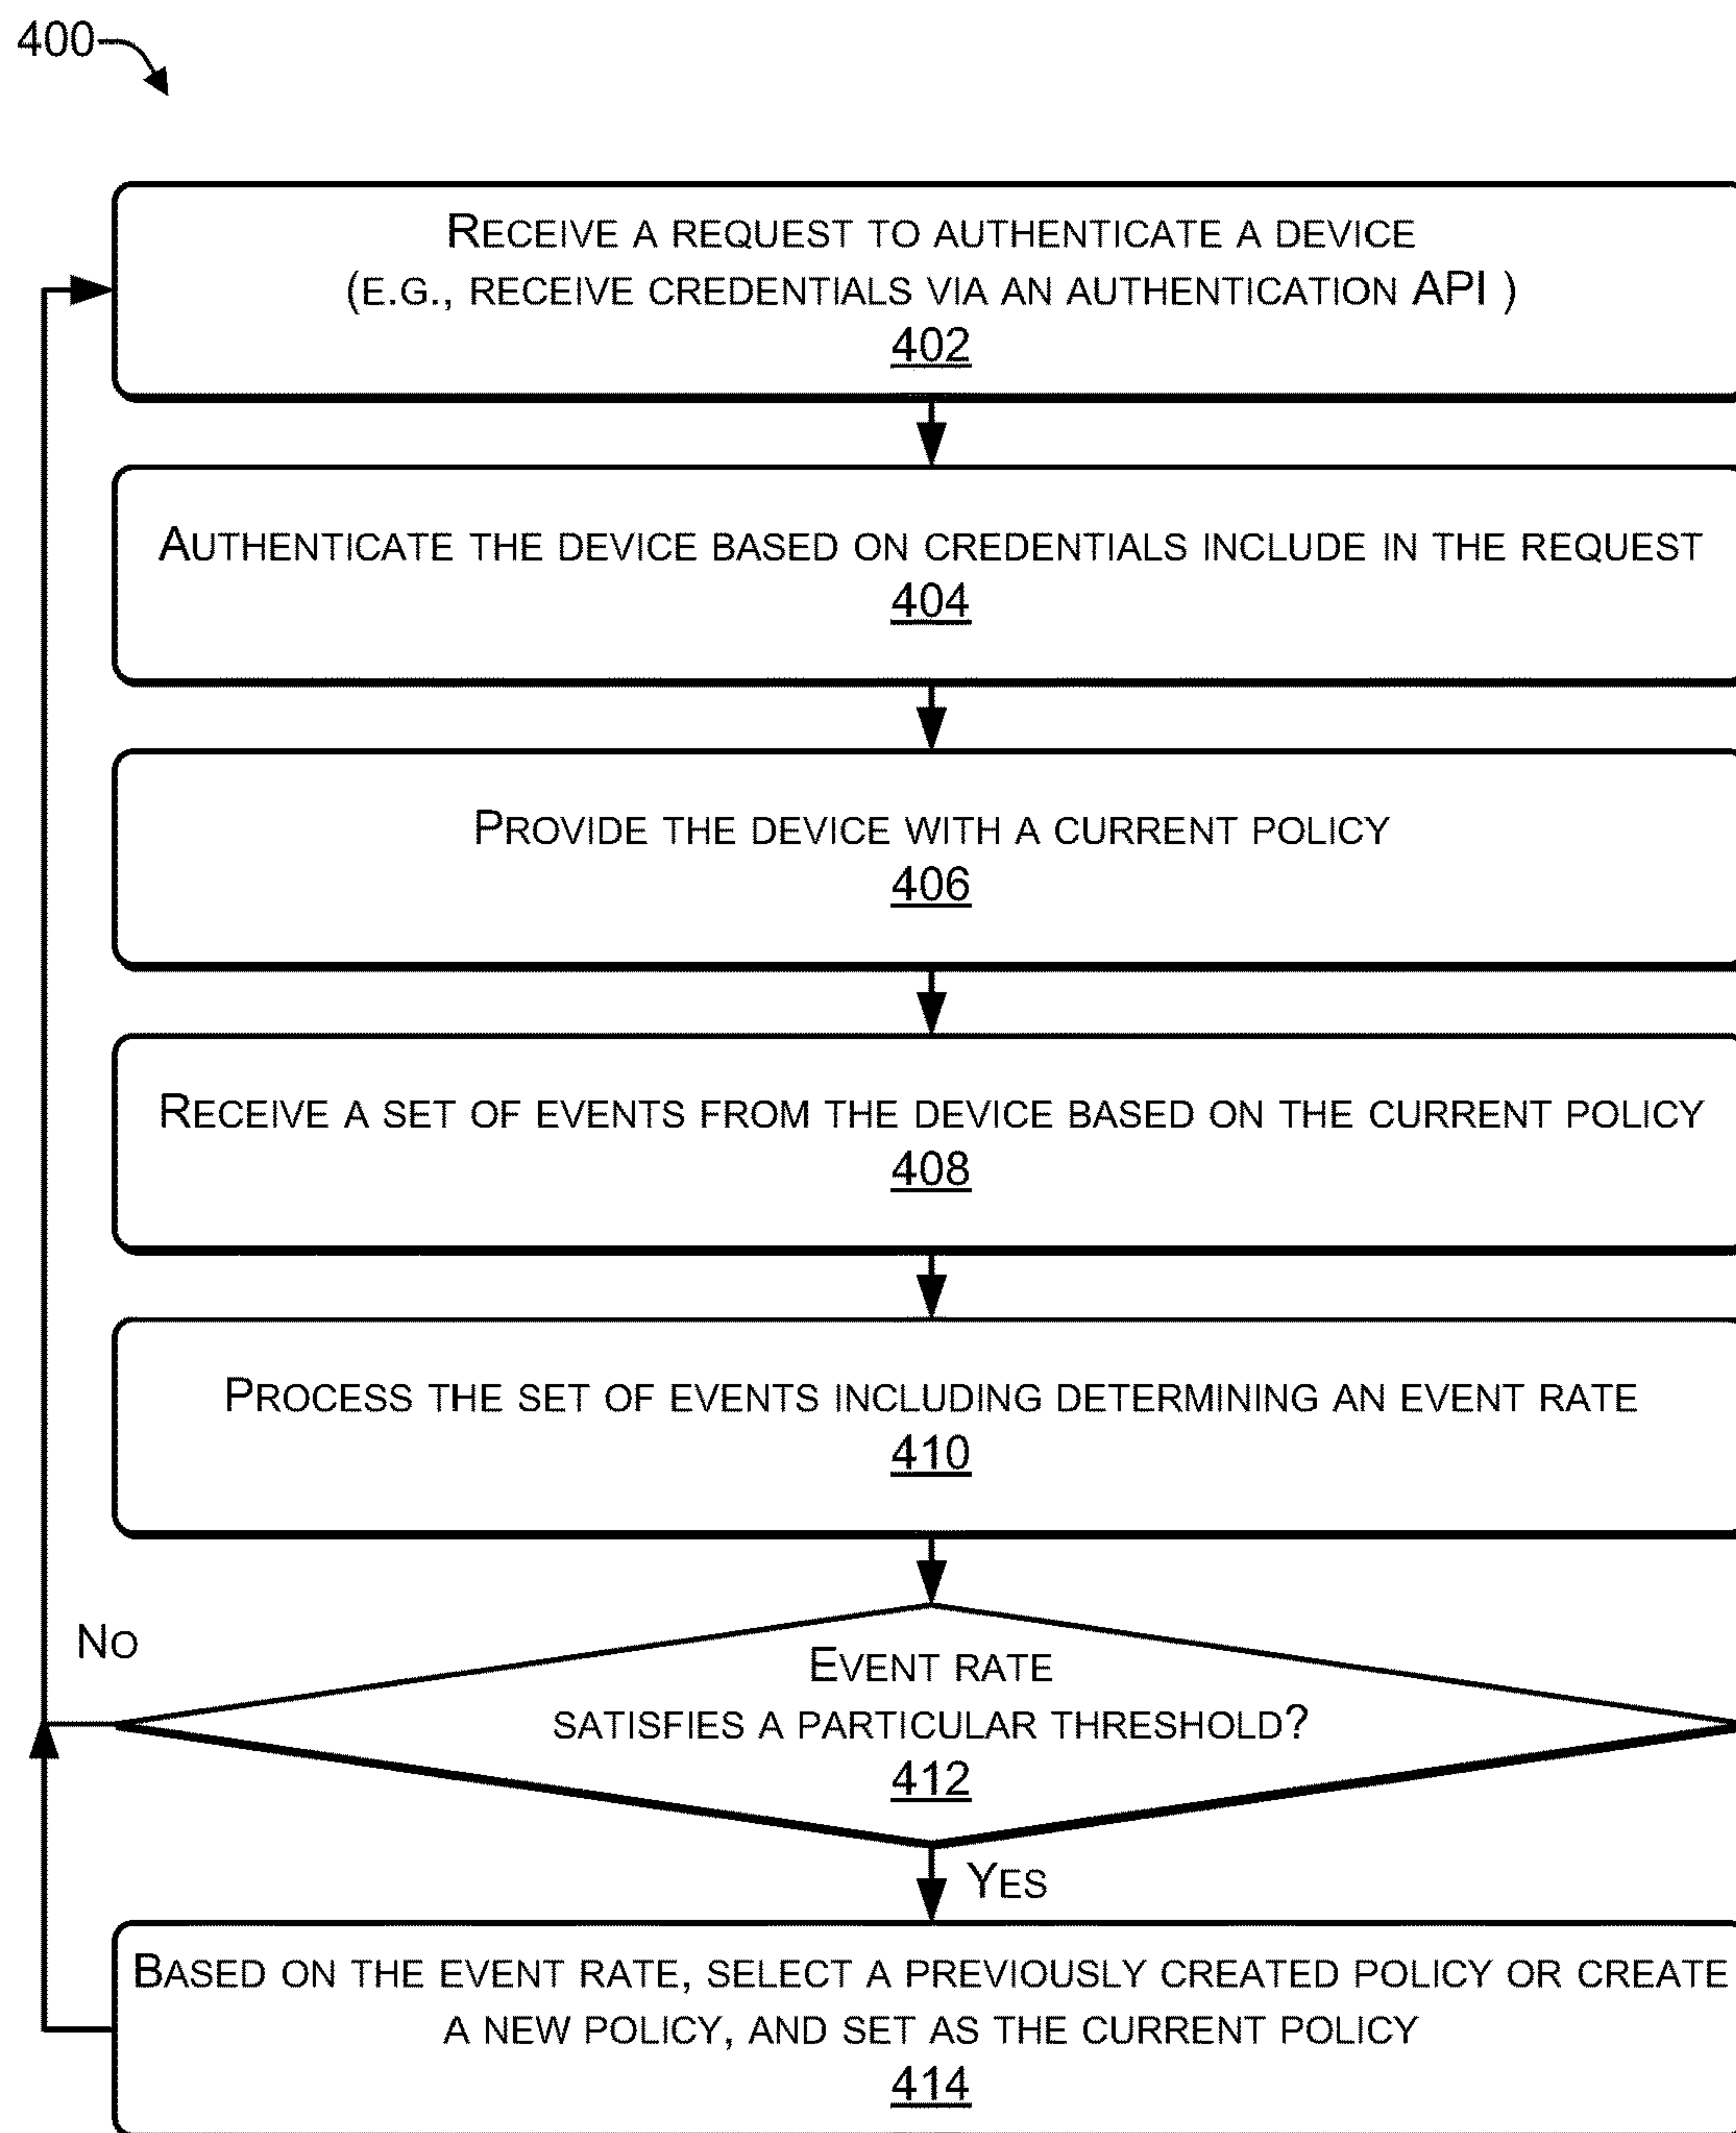 400
RECEIVE A REQUEST TO AUTHENTICATE A DEVICE
(E.G., RECEIVE CREDENTIALS VIA AN AUTHENTICATION API )
402
AUTHENTICATE THE DEVICE BASED ON CREDENTIALS INCLUDE IN THE REQUEST
404
PROVIDE THE DEVICE WITH A CURRENT POLICY
406
RECEIVE A SET OF EVENTS FROM THE DEVICE BASED ON THE CURRENT POLICY
408
PROCESS THE SET OF EVENTS INCLUDING DETERMINING AN EVENT RATE
410
NO
EVENT RATE
SATISFIES A PARTICULAR THRESHOLD?
412
YES
BASED ON THE EVENT RATE, SELECT A PREVIOUSLY CREATED POLICY OR CREATE
A NEW POLICY, AND SET AS THE CURRENT POLICY
414